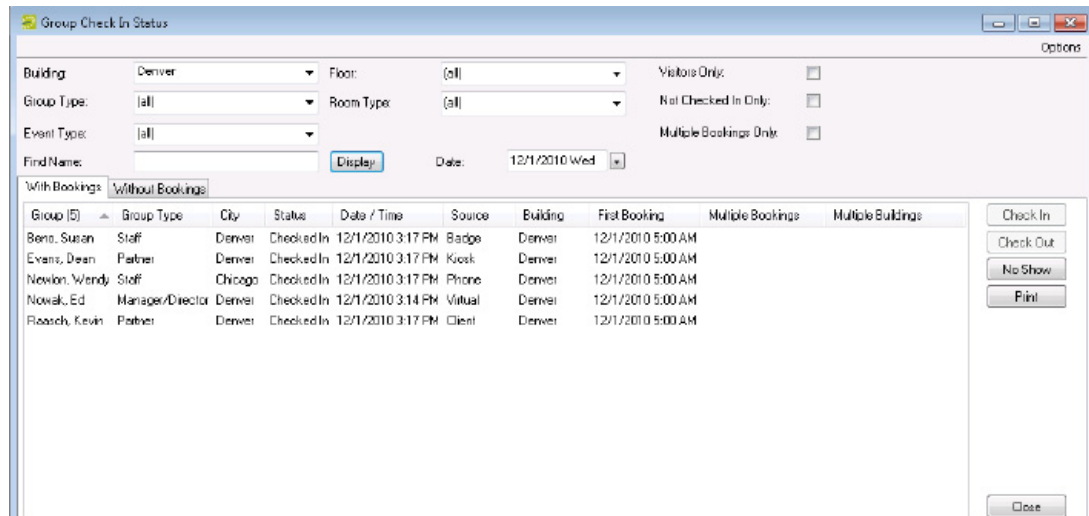 Group Check In Status
Options
Building: Denver Floor: (all) Visitors Only:
Group Type: (all) Room Type: (all) Not Checked In Only:
Event Type: (all) Multiple Bookings Only:
Find Name: Display Date: 12/1/2010 Wed
With Bookings Without Bookings
Group (5) Group Type City Status Date / Time Source Building First Booking Multiple Bookings Multiple Buildings Check In
Beno, Susan Staff Denver Checked In 12/1/2010 3:17 PM Badge Denver 12/1/2010 5:00 AM
Check Out
Evans, Dean Partner Denver Checked In 12/1/2010 3:17 PM Kiosk Denver 12/1/2010 5:00 AM
Newlon, Wendy Staff Chicago Checked In 12/1/2010 3:17 PM Phone Denver 12/1/2010 5:00 AM No Show
Nowak, Ed Manager/Director Denver Checked In 12/1/2010 3:14 PM Virtual Denver 12/1/2010 5:00 AM Print
Raasch, Kevin Partner Denver Checked In 12/1/2010 3:17 PM Client Denver 12/1/2010 5:00 AM
Close